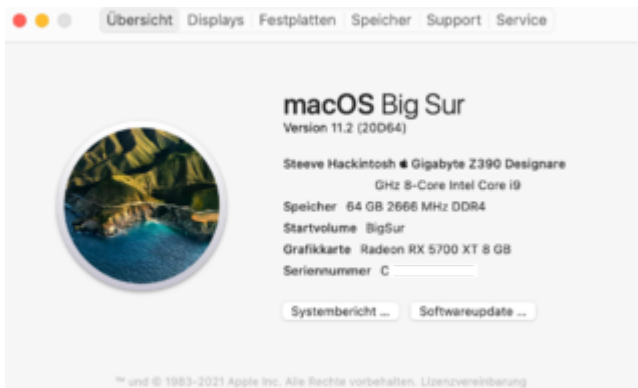 Übersicht Displays Festplatten Speicher Support Service
macOS Big Sur
Version 11.2 (20D64)
Steeve Hackintosh  Gigabyte Z390 Designare
GHz 8-Core Intel Core i9
Speicher 64 GB 2666 MHz DDR4
Startvolume BigSur
Grafikkarte Radeon RX 5700 XT 8 GB
Seriennummer C
Systembericht ...
Softwareupdate ...
™ und © 1983-2021 Apple Inc. Alle Rechte vorbehalten. Lizenzvereinbarung